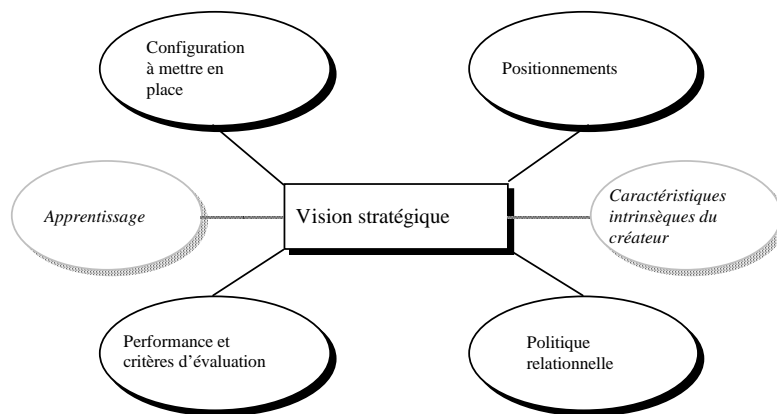 Configuration
à mettre en
place
Positionnements
Apprentissage
Vision stratégique
Caractéristiques
intrinsèques du
créateur
Performance et
critères d’évaluation
Politique
relationnelle